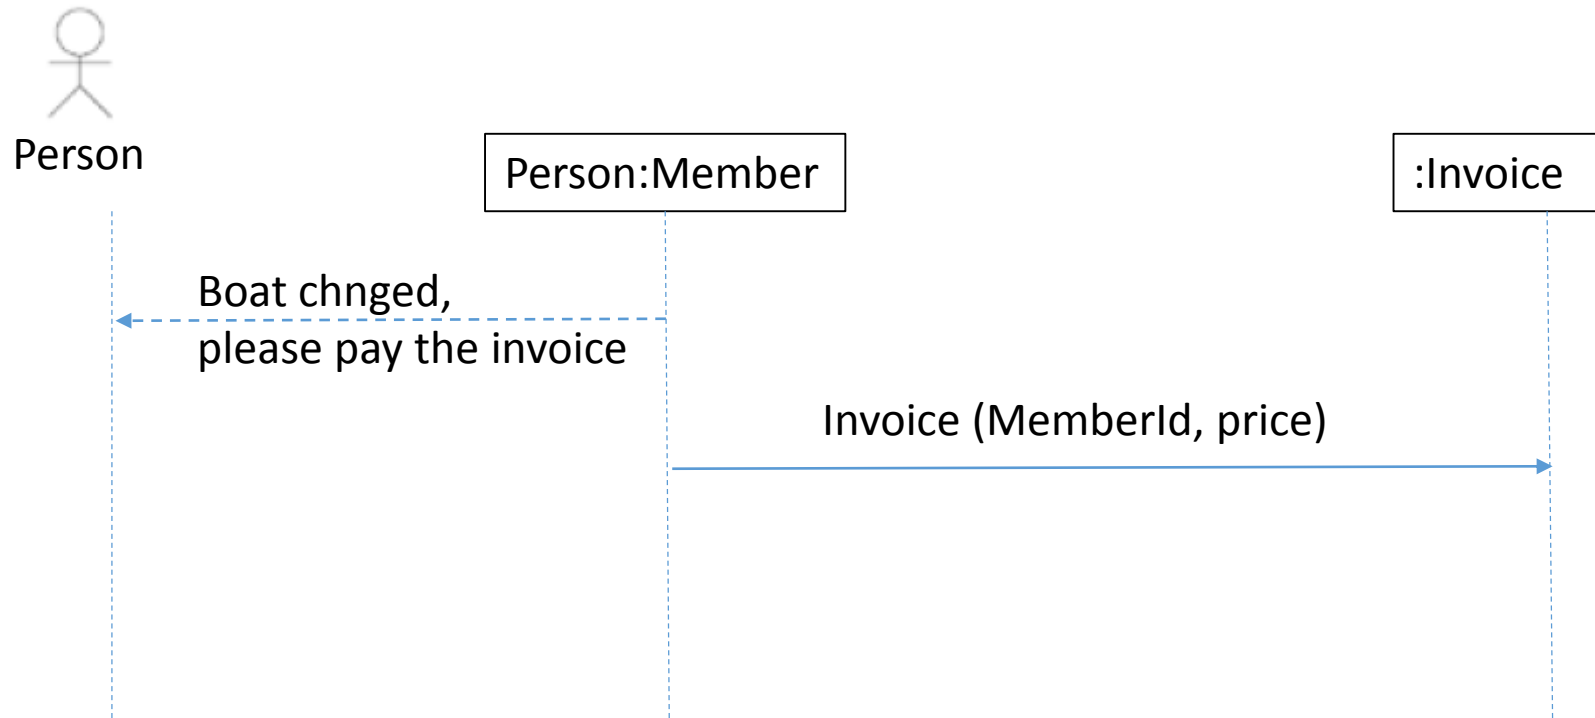 Person
Person:Member
:Invoice
Boat chnged,
please pay the invoice
Invoice (MemberId, price)